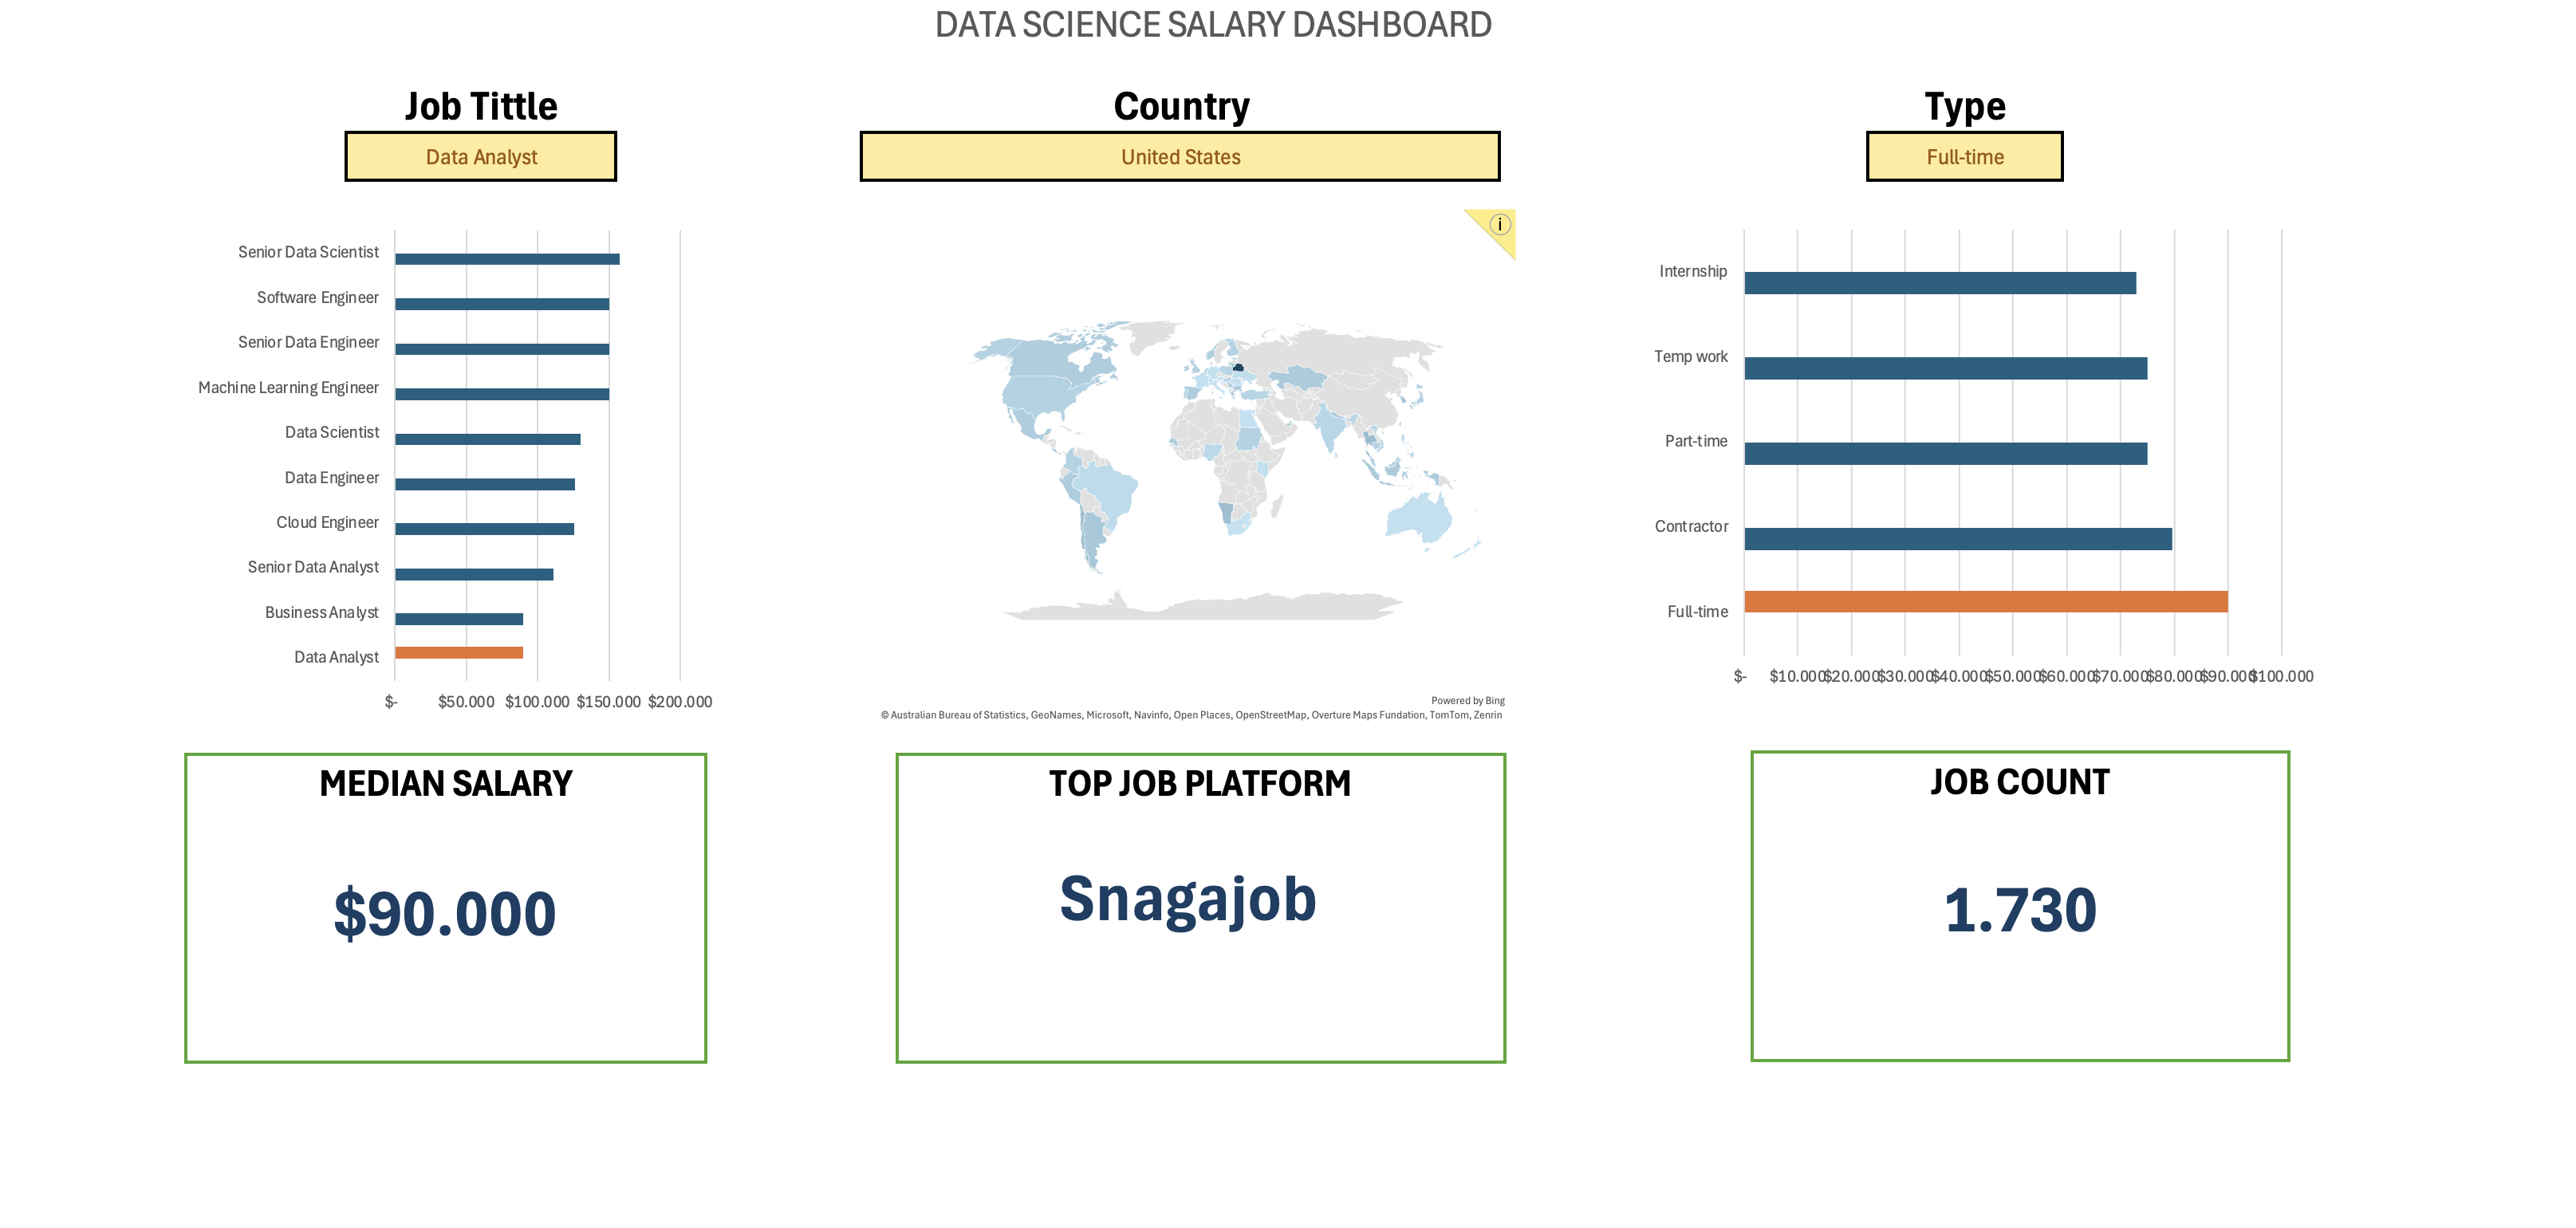 DATA SCIENCE SALARY DASHBOARD
Job Tittle
Data Analyst
Country
United States
Type
Full-time
Senior Data Scientist
Software Engineer
Senior Data Engineer
Machine Learning Engineer
Data Scientist
Data Engineer
Cloud Engineer
Senior Data Analyst
Business Analyst
Data Analyst
$- $50.000 $100.000 $150.000 $200.000
i
Powered by Bing
© Australian Bureau of Statistics, GeoNames, Microsoft, Navinfo, Open Places, OpenStreetMap, Overture Maps Fundation, TomTom, Zenrin
Internship
Temp work
Part-time
Contractor
Full-time
$- $10.000 $20.000 $30.000 $40.000 $50.000 $60.000 $70.000 $80.000 $90.000 $100.000
MEDIAN SALARY
$90.000
TOP JOB PLATFORM
Snagajob
JOB COUNT
1.730